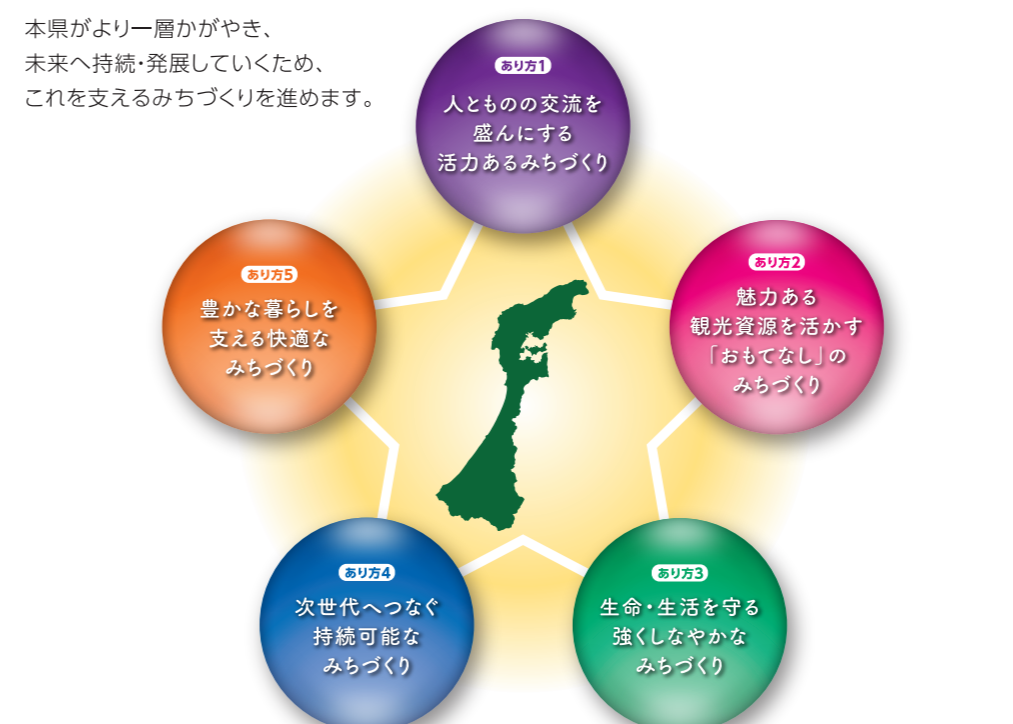 本県がより一層かがやき、
未来へ持続・発展していくため、
これを支えるみちづくりを進めます。
あり方1
人とものの交流を
盛んにする
活力あるみちづくり
あり方2
魅力ある
観光資源を活かす
「おもてなし」の
みちづくり
あり方3
生命・生活を守る
強くしなやかな
みちづくり
あり方4
次世代へつなぐ
持続可能な
みちづくり
あり方5
豊かな暮らしを
支える快適な
みちづくり